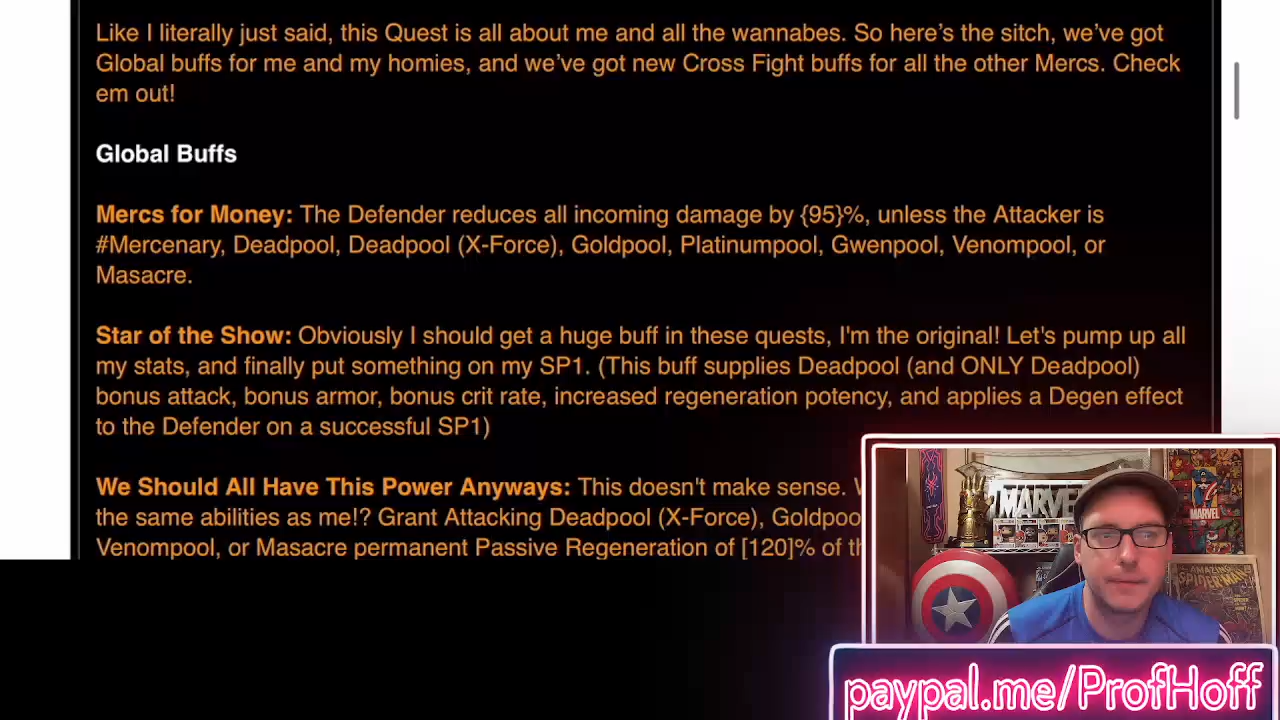 Like I literally just said, this Quest is all about me and all the wannabes. So here’s the sitch, we’ve got
Global buffs for me and my homies, and we’ve got new Cross Fight buffs for all the other Mercs. Check
em out!
Global Buffs
Mercs for Money: The Defender reduces all incoming damage by {95}%, unless the Attacker is
#Mercenary, Deadpool, Deadpool (X-Force), Goldpool, Platinumpool, Gwenpool, Venompool, or
Masacre.
Star of the Show: Obviously I should get a huge buff in these quests, I'm the original! Let's pump up all
my stats, and finally put something on my SP1. (This buff supplies Deadpool (and ONLY Deadpool)
bonus attack, bonus armor, bonus crit rate, increased regeneration potency, and applies a Degen effect
to the Defender on a successful SP1)
We Should All Have This Power Anyways: This doesn't make sense.
the same abilities as me!? Grant Attacking Deadpool (X-Force),
Venompool, or Masacre permanent Passive Regeneration of [120]% of
MARVEL
MARVEL
SPIDER-MAN
paypal.me/ProfHoff